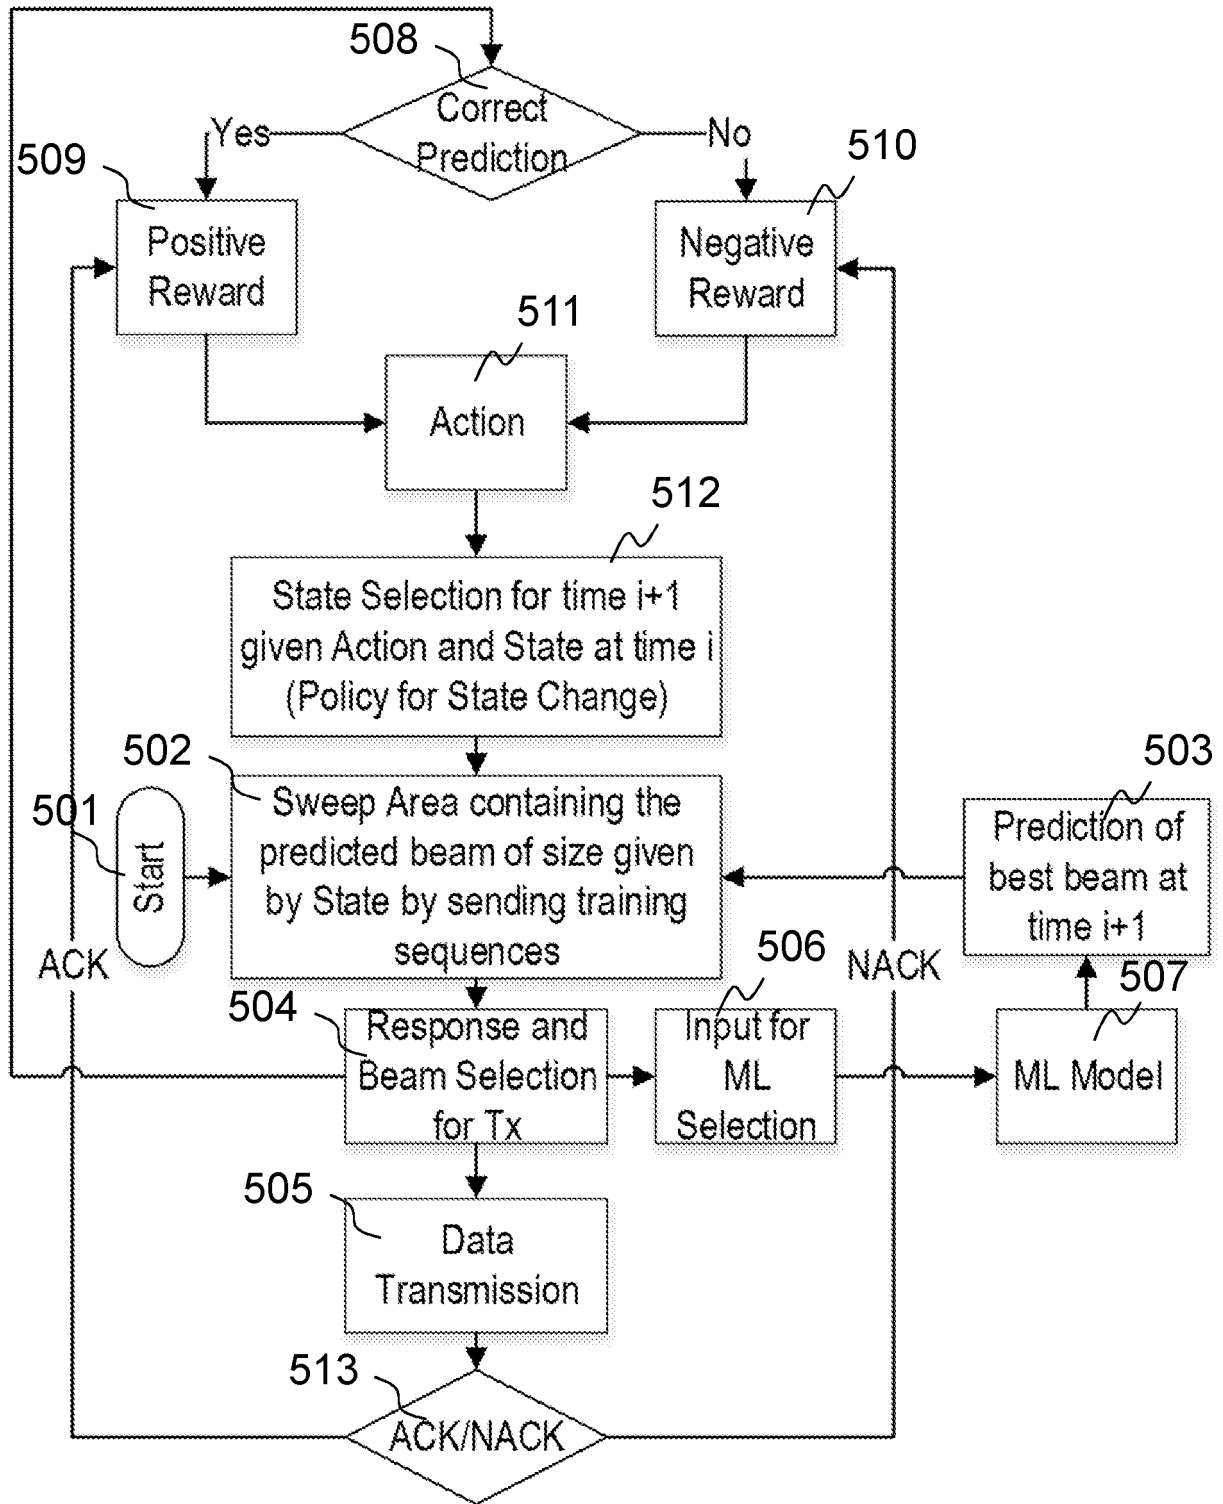 508
Correct
Prediction
Yes
No
509
510
Positive
Reward
Negative
Reward
511
Action
512
State Selection for time i+1
given Action and State at time i
(Policy for State Change)
502
503
501
Start
Sweep Area containing the
predicted beam of size given
by State by sending training
sequences
Prediction of
best beam at
time i+1
ACK
NACK
504
506
507
Response and
Beam Selection
for Tx
Input for
ML
Selection
ML Model
505
Data
Transmission
513
ACK/NACK